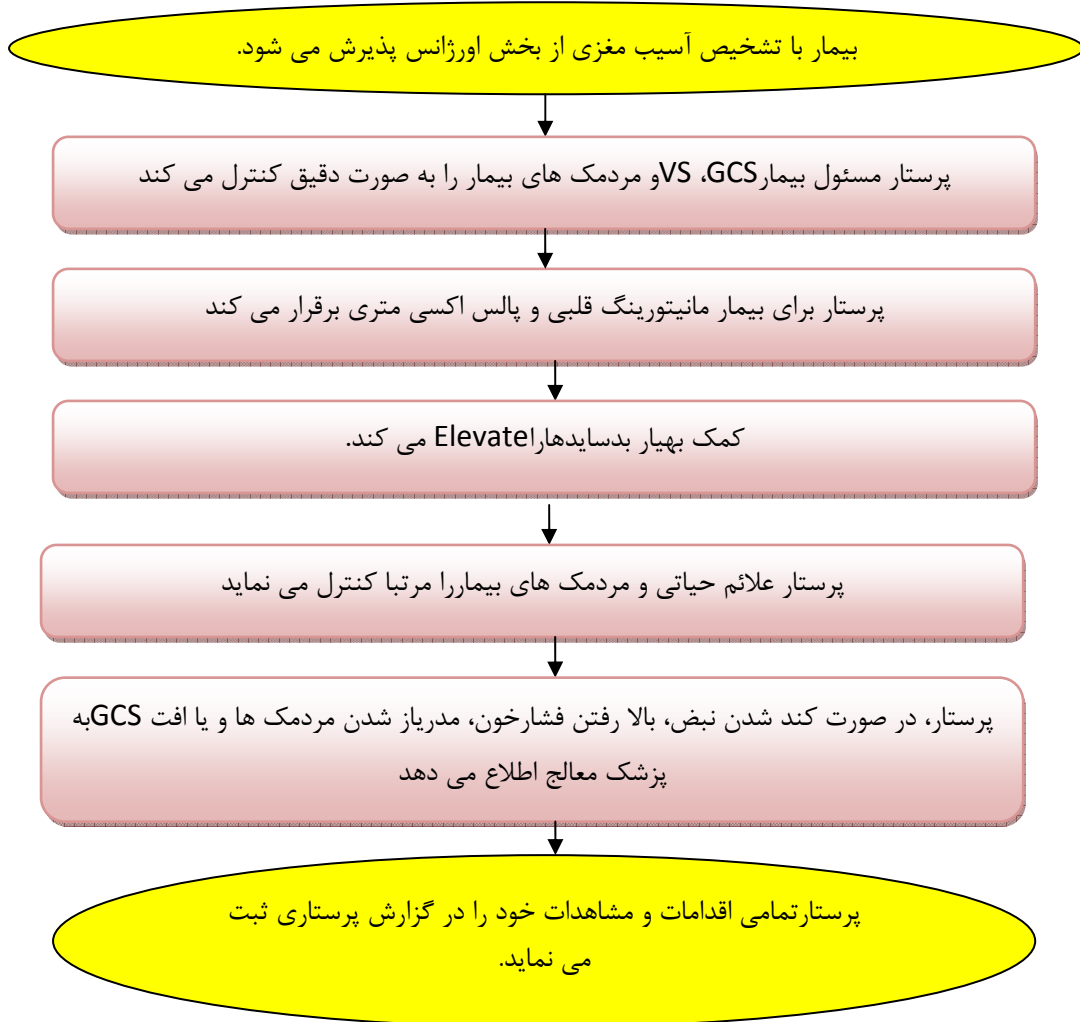 بیمار با تشخیص آسیب مغزی از بخش اورژانس پذیرش می شود.
پرستار مسئول بیمارGCS، VSو مردمک های بیمار را به صورت دقیق کنترل می کند
پرستار برای بیمار مانیتورینگ قلبی و پالس اکسی متری برقرار می کند
کمک بهیار بدسایدهاراElevate می کند.
پرستار علائم حیاتی و مردمک های بیماررا مرتبا کنترل می نماید
پرستار، در صورت کند شدن نبض، بالا رفتن فشارخون، مدریاز شدن مردمک ها و یا افت GCSبه
پزشک معالج اطلاع می دهد
پرستارتمامی اقدامات و مشاهدات خود را در گزارش پرستاری ثبت
می نماید.